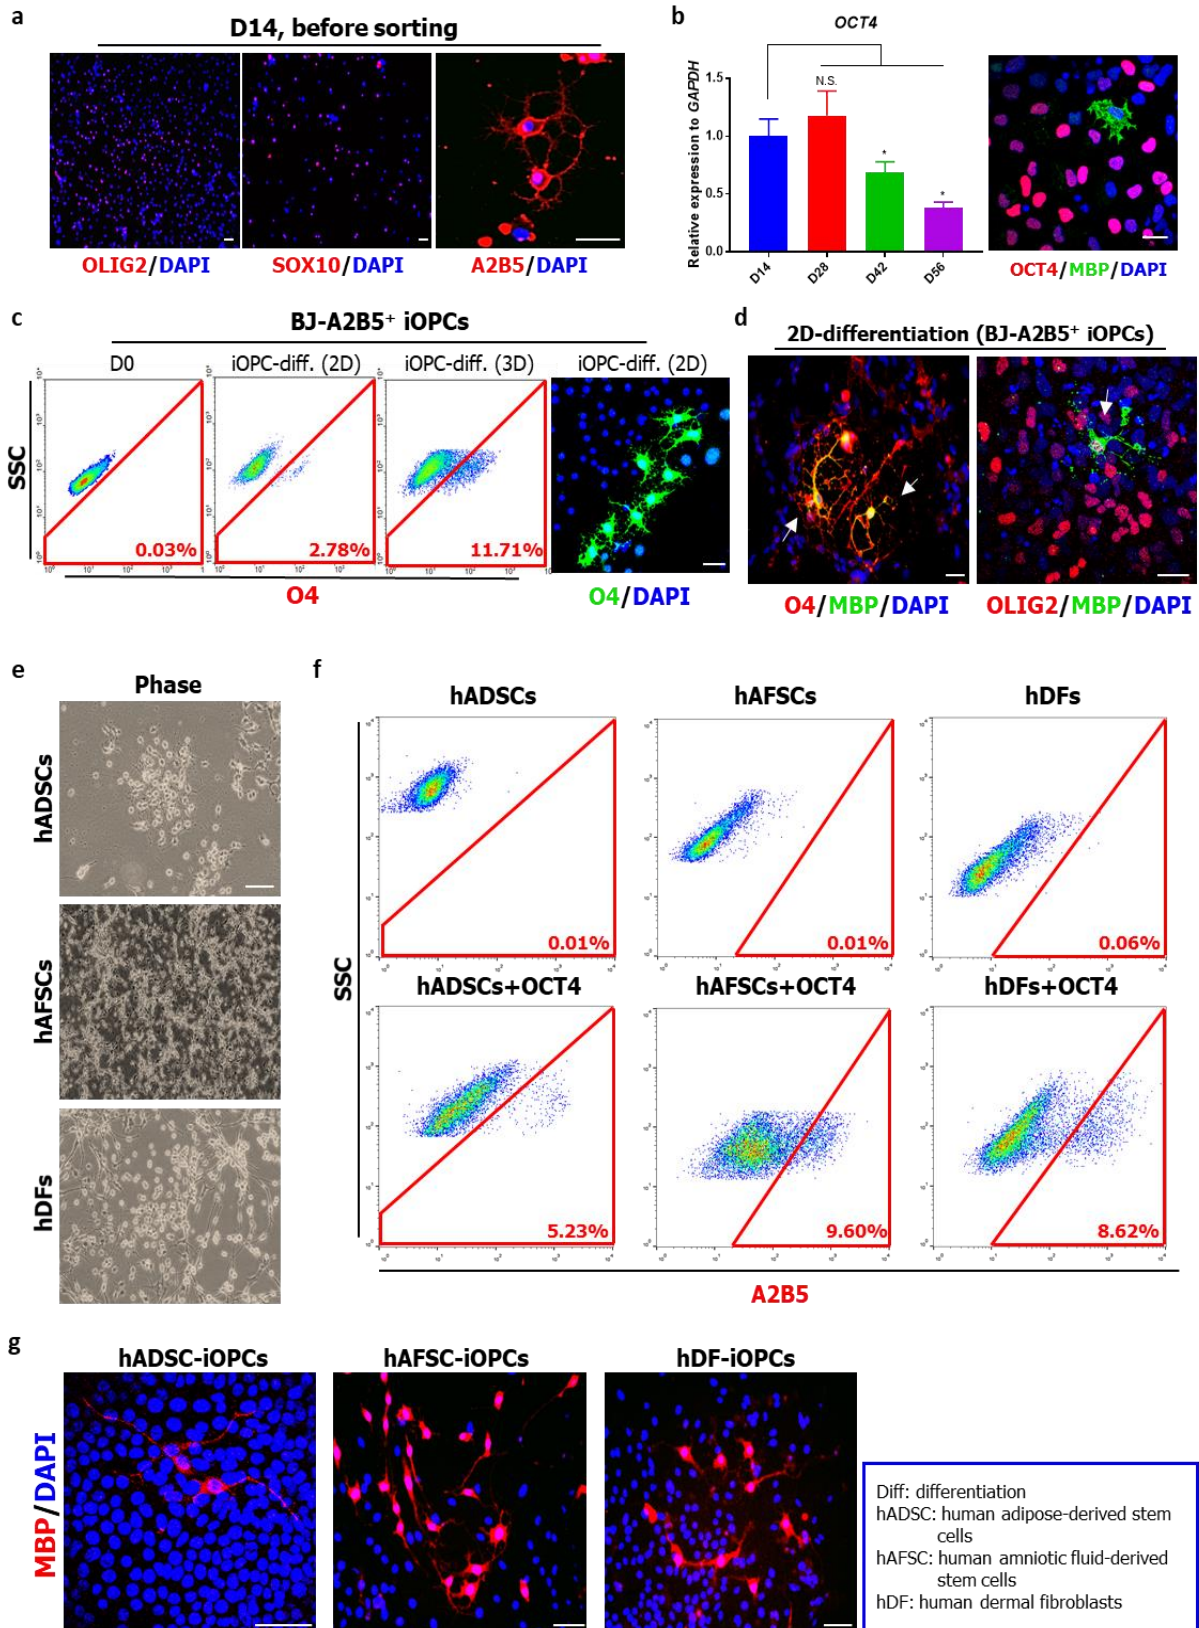 a
D14, before sorting
OLIG2/DAPI
SOX10/DAPI
A2B5/DAPI
b
OCT4
Relative expression to GAPDH
1.5
1.0
0.5
0.0
N.S.
*
*
D14
D28
D42
D56
OCT4/MBP/DAPI
c
BJ-A2B5⁺ iOPCs
D0
iOPC-diff. (2D)
iOPC-diff. (3D)
iOPC-diff. (2D)
SSC
0.03%
2.78%
11.71%
O4
O4/DAPI
d
2D-differentiation (BJ-A2B5⁺ iOPCs)
O4/MBP/DAPI
OLIG2/MBP/DAPI
e
Phase
hADSCs
hAFSCs
hDFs
f
hADSCs
hAFSCs
hDFs
0.01%
0.01%
0.06%
SSC
hADSCs+OCT4
hAFSCs+OCT4
hDFs+OCT4
5.23%
9.60%
8.62%
A2B5
g
hADSC-iOPCs
hAFSC-iOPCs
hDF-iOPCs
MBP/DAPI
Diff: differentiation
hADSC: human adipose-derived stem
cells
hAFSC: human amniotic fluid-derived
stem cells
hDF: human dermal fibroblasts